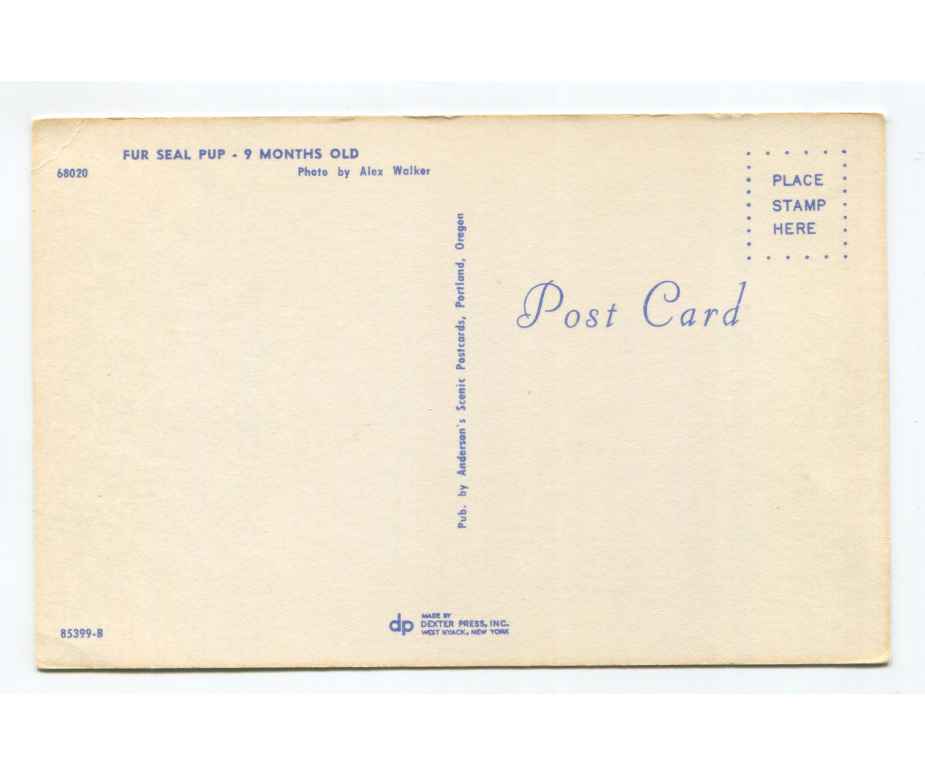 FUR SEAL PUP - 9 MONTHS OLD
68020
Photo by Alex Walker
Pub. by Anderson's Scenic Postcards, Portland, Oregon
PLACE
STAMP
HERE
Post Card
85399-B
dp
MADE BY
DEXTER PRESS, INC.
WEST NYACK, NEW YORK